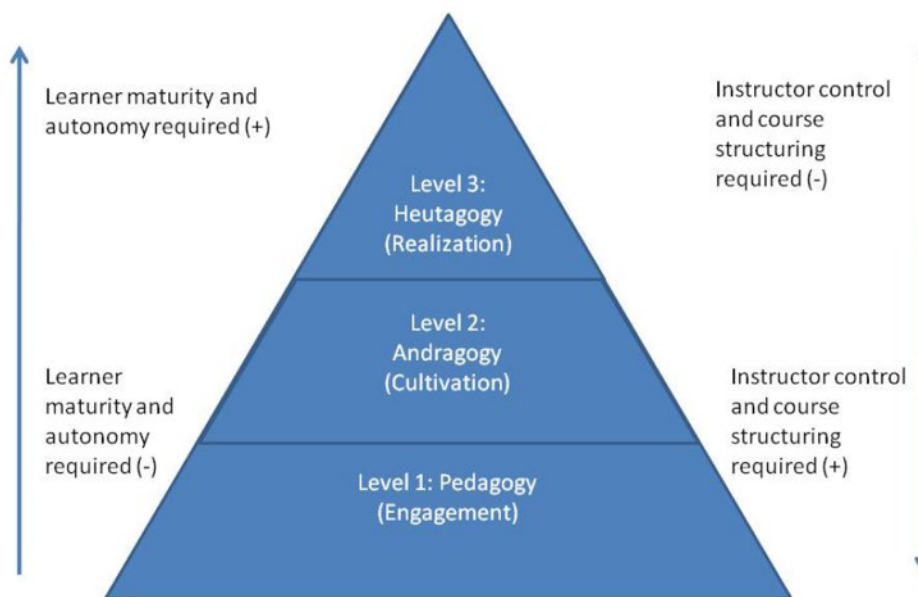 Learner maturity and
autonomy required (+)
Instructor control
and course
structuring
required (-)
Level 3:
Heutagogy
(Realization)
Level 2:
Andragogy
(Cultivation)
Learner
maturity and
autonomy
required (-)
Instructor control
and course
structuring
required (+)
Level 1: Pedagogy
(Engagement)